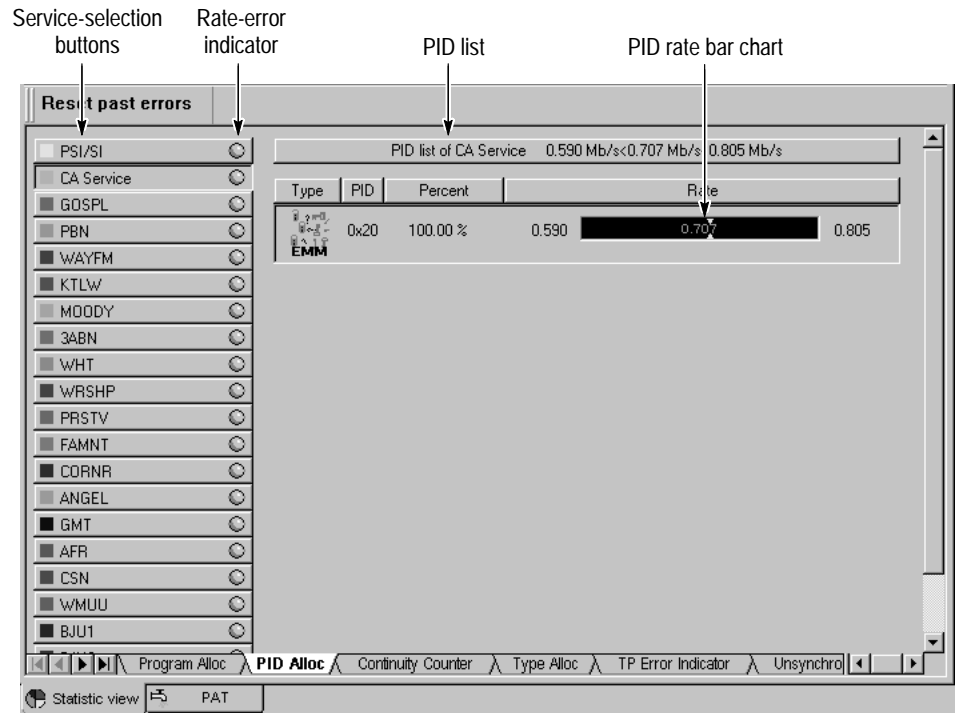 Service-selection buttons
Rate-error indicator
PID list
PID rate bar chart
Reset past errors
PSI/SI
CA Service
GOSPL
PBN
WAYFM
KTLW
MOODY
3ABN
WHT
WRSHP
PRSTV
FAMNT
CORNR
ANGEL
GMT
AFR
CSN
WMUU
BJU1
PID list of CA Service 0.590 Mb/s<0.707 Mb/s 0.805 Mb/s
Type PID Percent Rate
EMM 0x20 100.00 % 0.590 0.707 0.805
Program Alloc PID Alloc Continuity Counter Type Alloc TP Error Indicator Unsynchro
Statistic view PAT